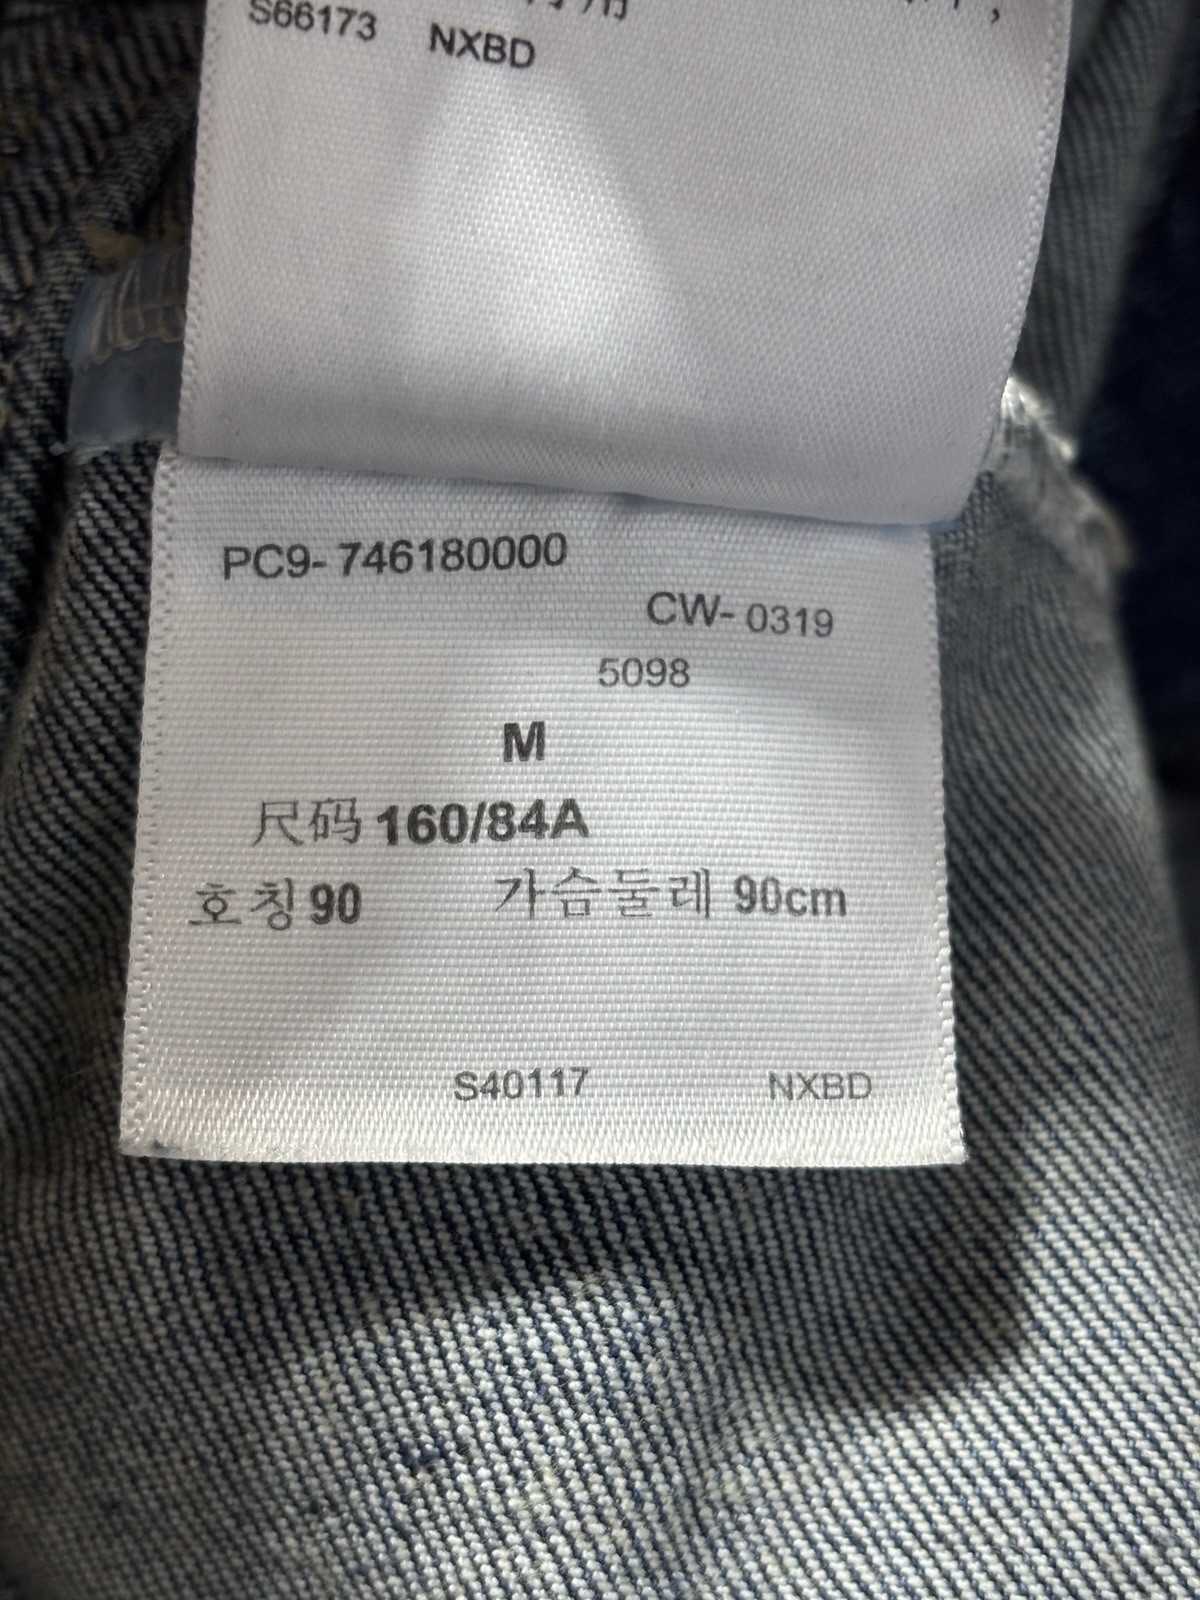 S66173 NXBD
PC9- 746180000
CW- 0319
5098
M
尺码 160/84A
호칭 90 가슴둘레 90cm
S40117 NXBD